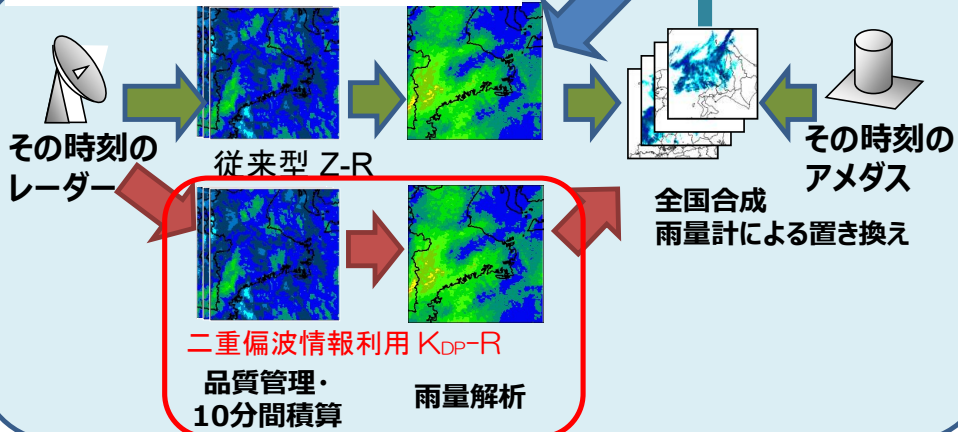 その時刻の
レーダー
従来型 Z-R
全国合成
雨量計による置き換え
その時刻の
アメダス
二重偏波情報利用 KDP-R
品質管理・
10分間積算
雨量解析